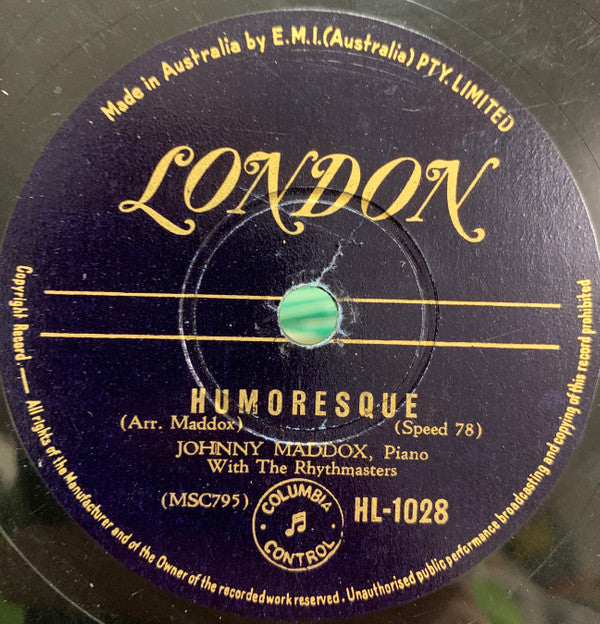 Made in Australia by E.M.I.(Australia) PTY. LIMITED
LONDON
HUMORESQUE
(Arr. Maddox) (Speed 78)
JOHNNY MADDOX, Piano
With The Rhythmasters
(MSC795)
COLUMBIA
CONTROL
HL-1028
Copyright Record. — All rights of the Manufacturer and of the Owner of the recorded work reserved. Unauthorised public performance broadcasting and copying of this record prohibited